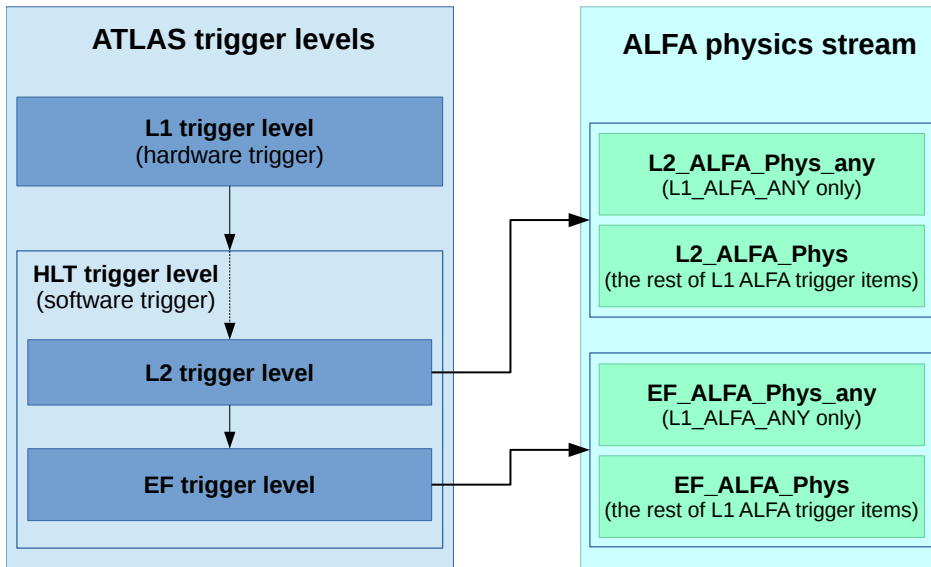 ATLAS trigger levels
L1 trigger level
(hardware trigger)
HLT trigger level
(software trigger)
L2 trigger level
EF trigger level
ALFA physics stream
L2_ALFA_Phys_any
(L1_ALFA_ANY only)
L2_ALFA_Phys
(the rest of L1 ALFA trigger items)
EF_ALFA_Phys_any
(L1_ALFA_ANY only)
EF_ALFA_Phys
(the rest of L1 ALFA trigger items)